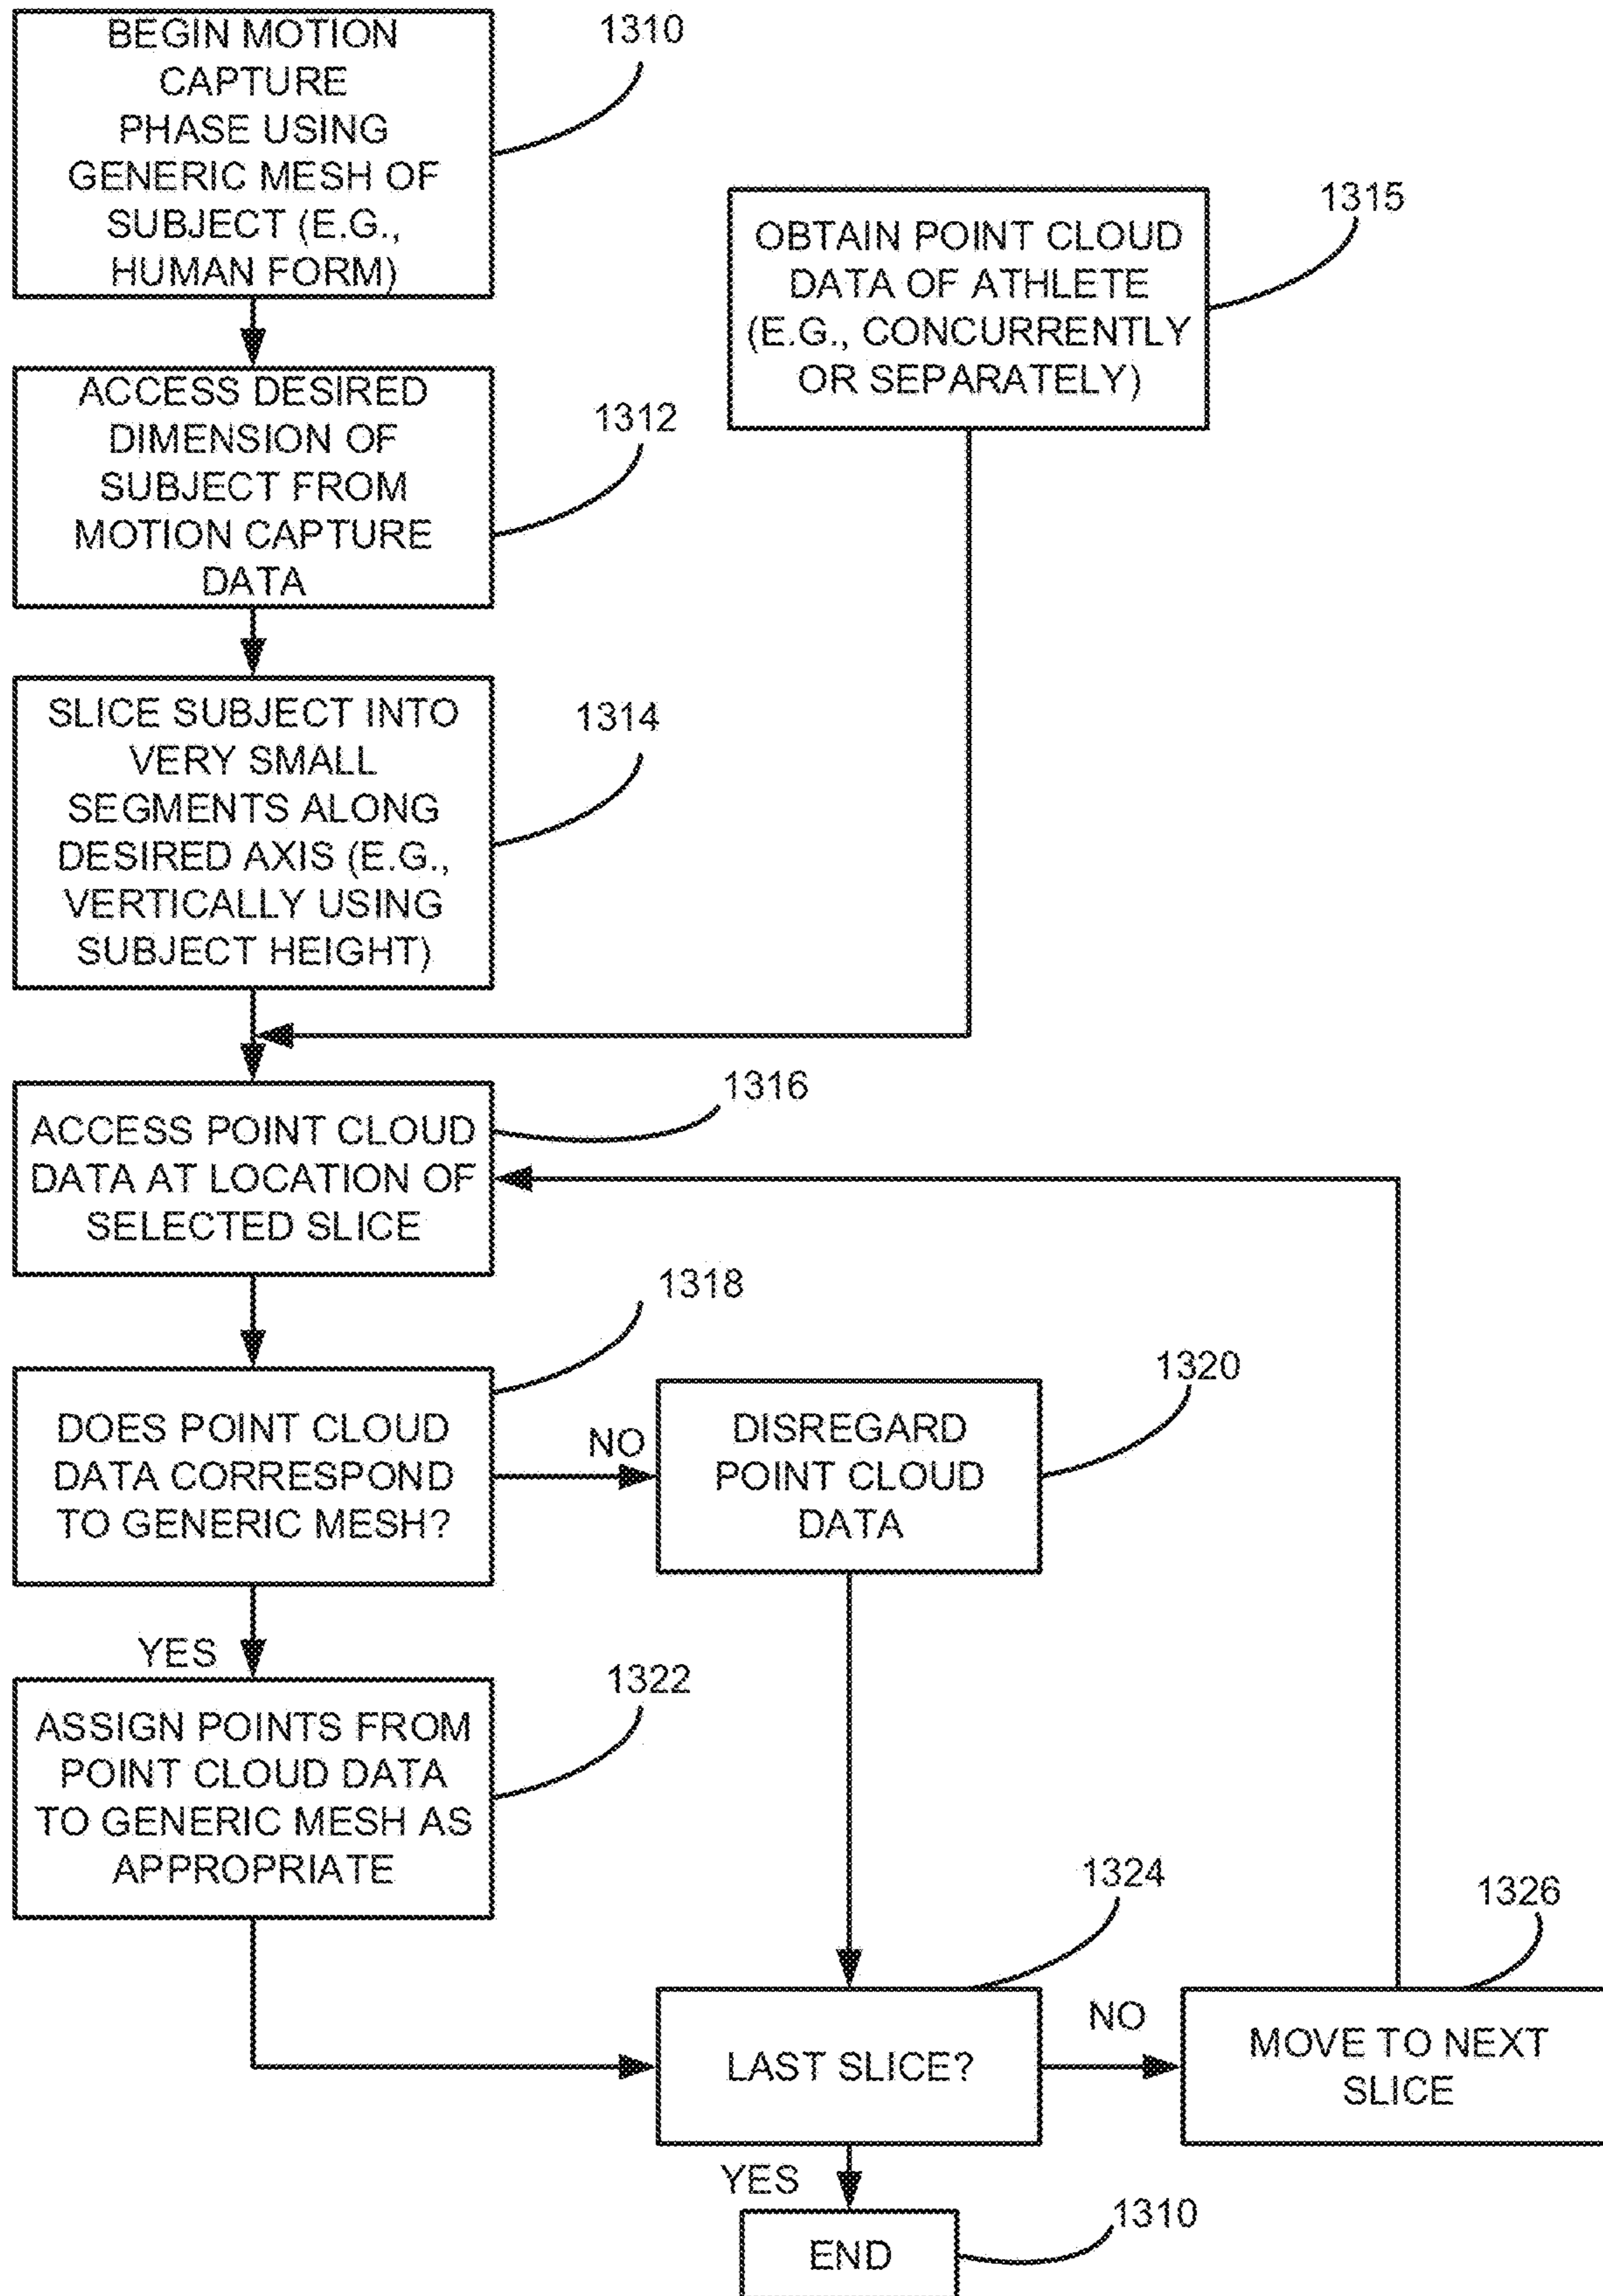 BEGIN MOTION
CAPTURE
PHASE USING
GENERIC MESH OF
SUBJECT (E.G.,
HUMAN FORM)
1310
OBTAIN POINT CLOUD
DATA OF ATHLETE
(E.G., CONCURRENTLY
OR SEPARATELY)
1315
ACCESS DESIRED
DIMENSION OF
SUBJECT FROM
MOTION CAPTURE
DATA
1312
SLICE SUBJECT INTO
VERY SMALL
SEGMENTS ALONG
DESIRED AXIS (E.G.,
VERTICALLY USING
SUBJECT HEIGHT)
1314
ACCESS POINT CLOUD
DATA AT LOCATION OF
SELECTED SLICE
1316
DOES POINT CLOUD
DATA CORRESPOND
TO GENERIC MESH?
1318
NO
DISREGARD
POINT CLOUD
DATA
1320
YES
ASSIGN POINTS FROM
POINT CLOUD DATA
TO GENERIC MESH AS
APPROPRIATE
1322
LAST SLICE?
1324
NO
MOVE TO NEXT
SLICE
1326
YES
END
1310